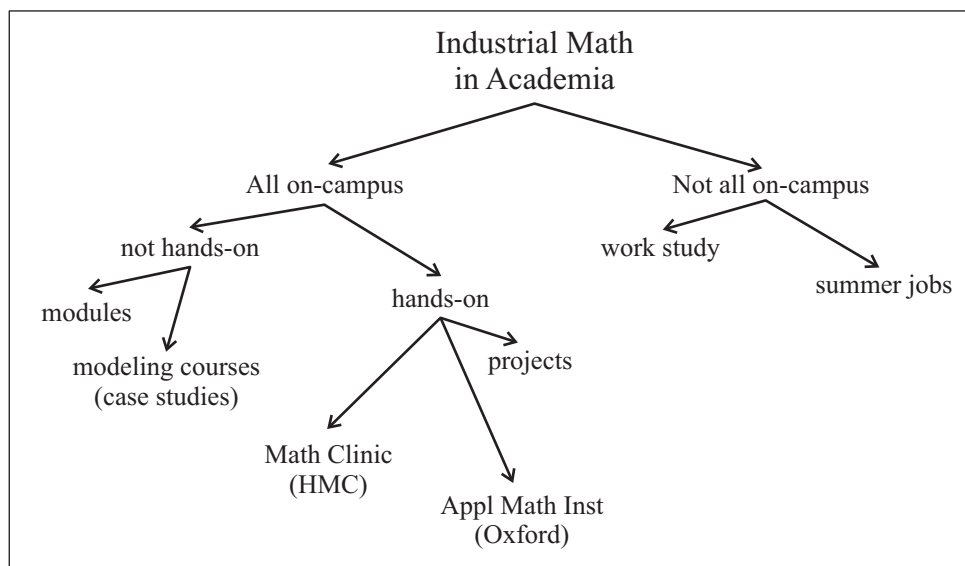 Industrial Math
in Academia
All on-campus
Not all on-campus
not hands-on
work study
hands-on
summer jobs
modules
modeling courses
(case studies)
projects
Math Clinic
(HMC)
Appl Math Inst
(Oxford)